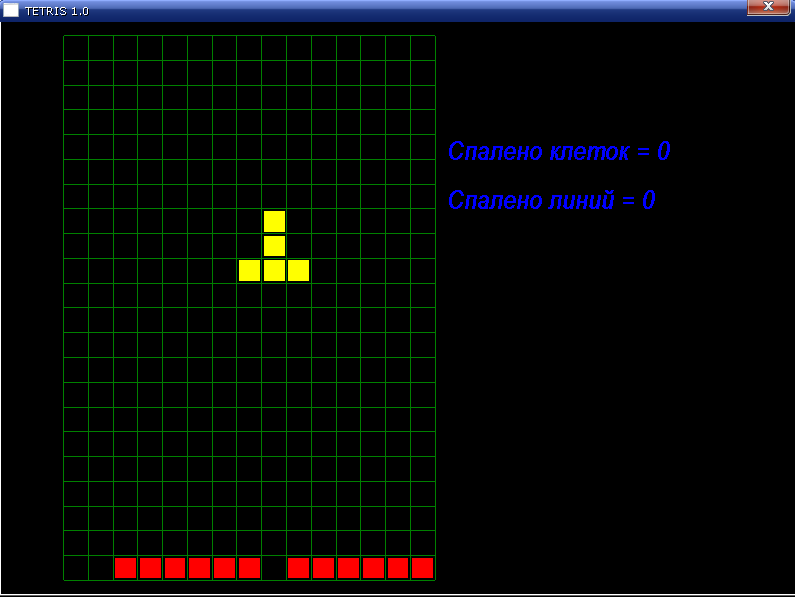 TETRIS 1.0
Спалено клеток = 0
Спалено линий = 0